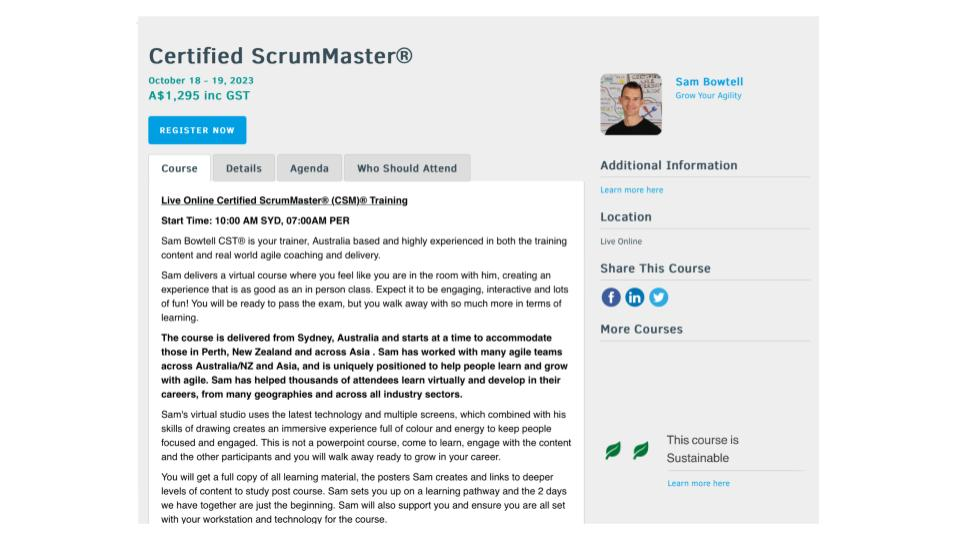 Certified ScrumMaster®
October 18 - 19, 2023
A$1,295 inc GST
REGISTER NOW
Sam Bowtell
Grow Your Agility
Course
Details
Agenda
Who Should Attend
Live Online Certified ScrumMaster® (CSM)® Training
Start Time: 10:00 AM SYD, 07:00AM PER
Sam Bowtell CST® is your trainer, Australia based and highly experienced in both the training
content and real world agile coaching and delivery.
Sam delivers a virtual course where you feel like you are in the room with him, creating an
experience that is as good as an in person class. Expect it to be engaging, interactive and lots
of fun! You will be ready to pass the exam, but you walk away with so much more in terms of
learning.
The course is delivered from Sydney, Australia and starts at a time to accommodate
those in Perth, New Zealand and across Asia . Sam has worked with many agile teams
across Australia/NZ and Asia, and is uniquely positioned to help people learn and grow
with agile. Sam has helped thousands of attendees learn virtually and develop in their
careers, from many geographies and across all industry sectors.
Sam's virtual studio uses the latest technology and multiple screens, which combined with his
skills of drawing creates an immersive experience full of colour and energy to keep people
focused and engaged. This is not a powerpoint course, come to learn, engage with the content
and the other participants and you will walk away ready to grow in your career.
You will get a full copy of all learning material, the posters Sam creates and links to deeper
levels of content to study post course. Sam sets you up on a learning pathway and the 2 days
we have together are just the beginning. Sam will also support you and ensure you are all set
with your workstation and technology for the course.
Additional Information
Learn more here
Location
Live Online
Share This Course
More Courses
This course is
Sustainable
Learn more here